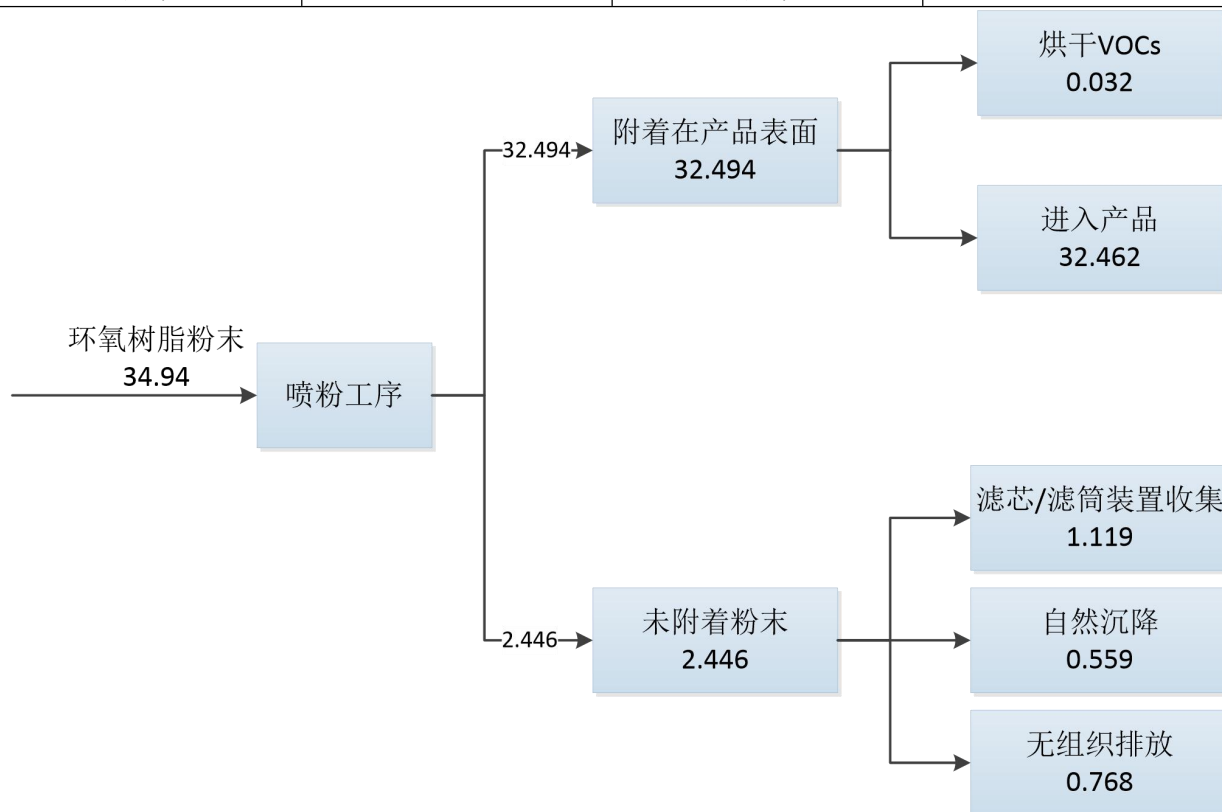 烘干VOCs
0.032
32.494
附着在产品表面
32.494
进入产品
32.462
环氧树脂粉末
34.94
喷粉工序
滤芯/滤筒装置收集
1.119
2.446
未附着粉末
2.446
自然沉降
0.559
无组织排放
0.768